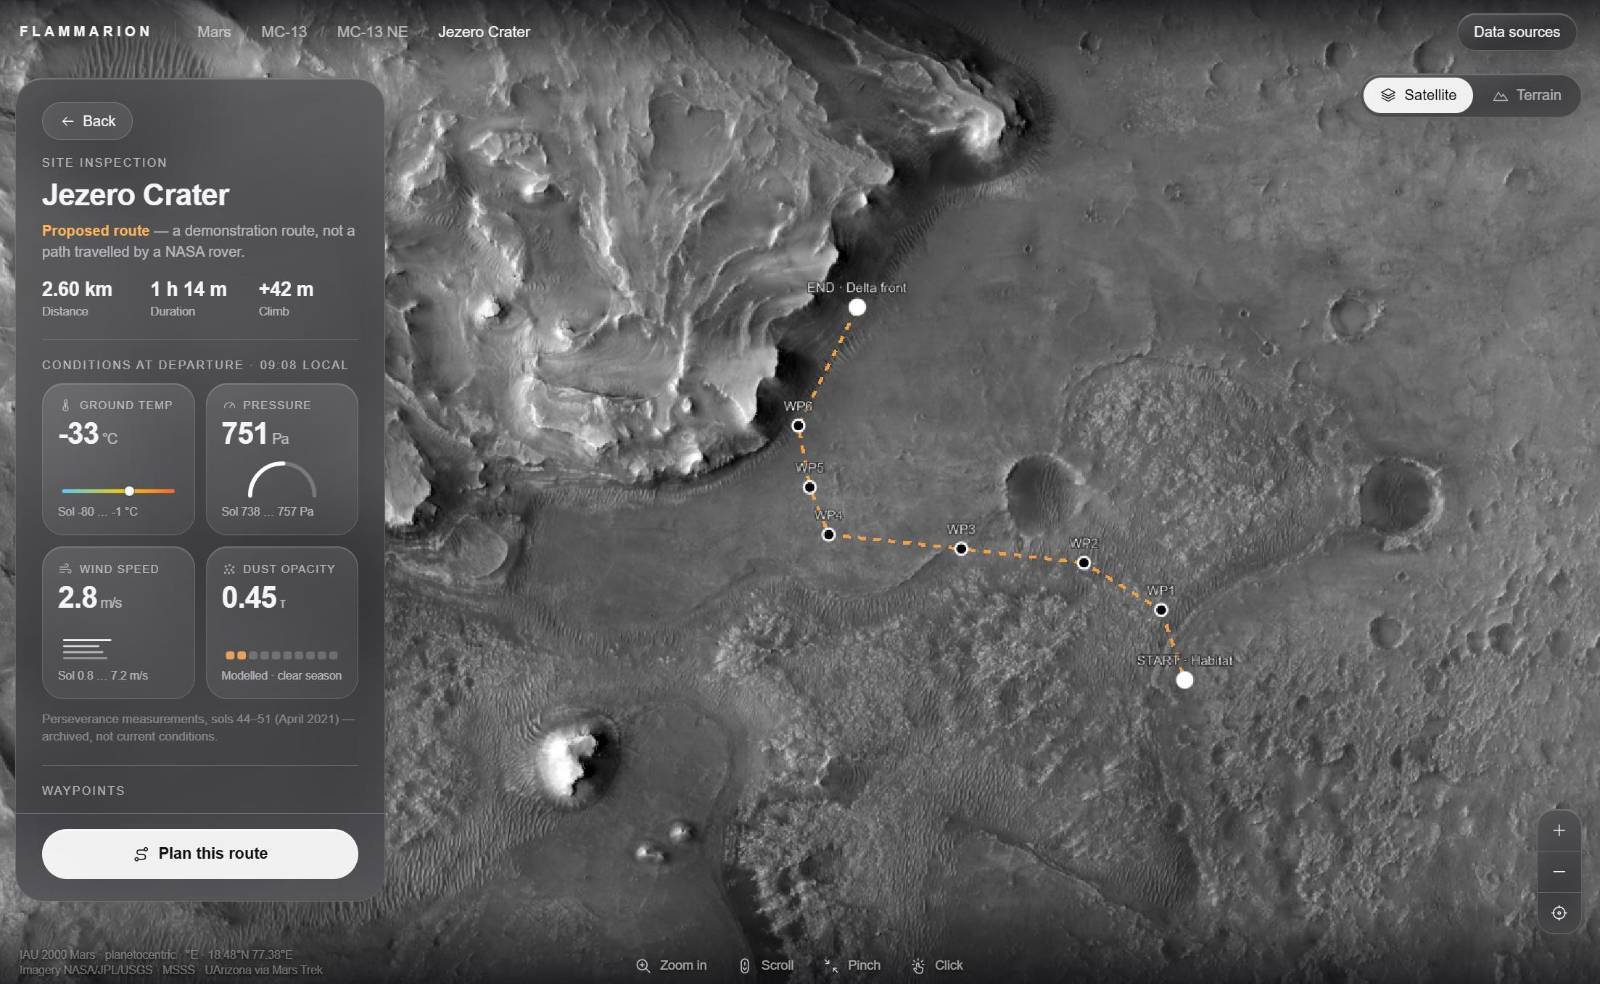 FLAMMARION
Mars / MC-13 / MC-13 NE / Jezero Crater
Data sources
Satellite
Terrain
← Back
SITE INSPECTION
Jezero Crater
Proposed route — a demonstration route, not a
path travelled by a NASA rover.
2.60 km 1 h 14 m +42 m
Distance Duration Climb
CONDITIONS AT DEPARTURE · 09:08 LOCAL
GROUND TEMP
-33 °C
Sol -80 ... -1 °C
PRESSURE
751 Pa
Sol 738 ... 757 Pa
WIND SPEED
2.8 m/s
Sol 0.8 ... 7.2 m/s
DUST OPACITY
0.45 τ
Modelled · clear season
Perseverance measurements, sols 44–51 (April 2021) —
archived, not current conditions.
WAYPOINTS
Plan this route
END · Delta front
WP6
WP5
WP4
WP3
WP2
WP1
START · Habitat
IAU 2000 Mars · planetocentric · °E · 18.48°N 77.38°E
Imagery NASA/JPL/USGS · MSSS · UArizona via Mars Trek
Zoom in Scroll Pinch Click